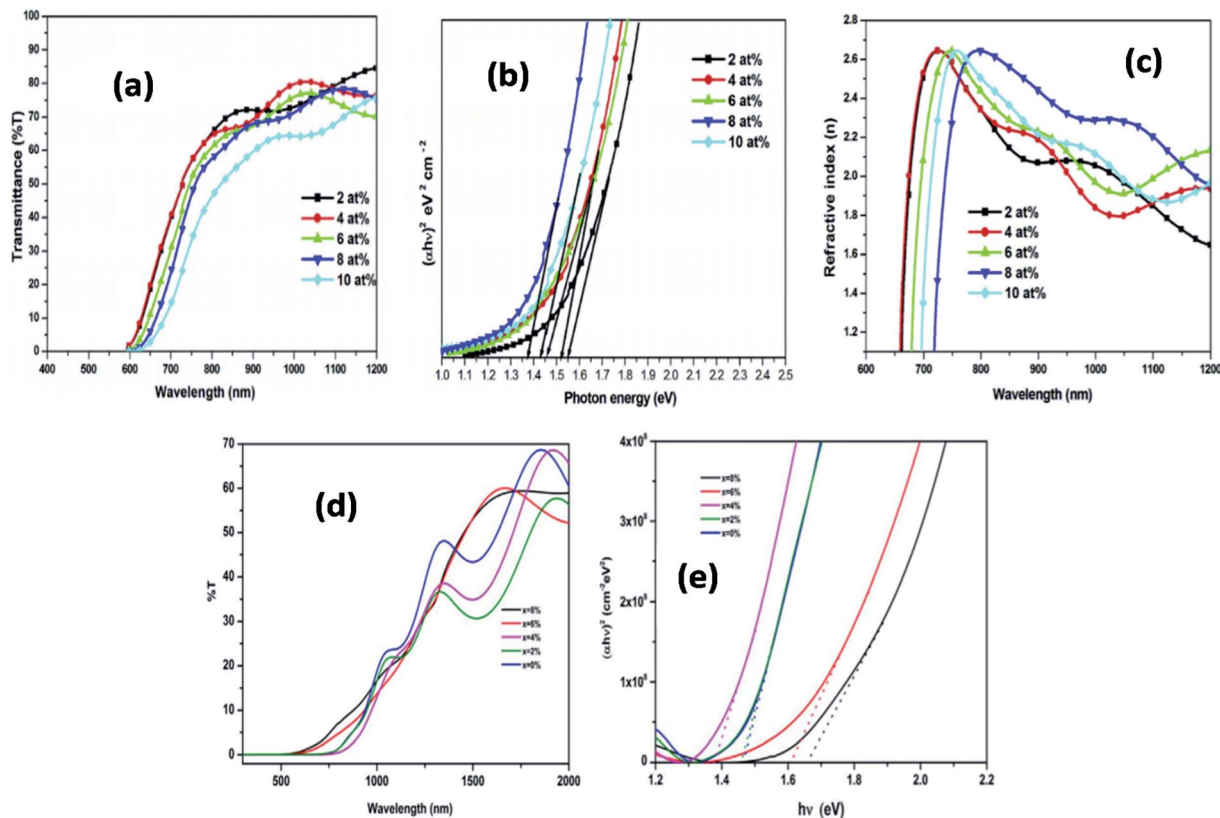 (a)
Transmittance (%T)
100
90
80
70
60
50
40
30
20
10
0
2 at%
4 at%
6 at%
8 at%
10 at%
400 500 600 700 800 900 1000 1100 1200
Wavelength (nm)
(b)
(αhν)² eV² cm⁻²
2 at%
4 at%
6 at%
8 at%
10 at%
1.0 1.1 1.2 1.3 1.4 1.5 1.6 1.7 1.8 1.9 2.0 2.1 2.2 2.3 2.4 2.5
Photon energy (eV)
(c)
Refractive index (n)
2.8
2.6
2.4
2.2
2.0
1.8
1.6
1.4
1.2
2 at%
4 at%
6 at%
8 at%
10 at%
600 700 800 900 1000 1100 1200
Wavelength (nm)
(d)
%T
70
60
50
40
30
20
10
0
x=8%
x=6%
x=4%
x=2%
x=0%
500 1000 1500 2000
Wavelength (nm)
(e)
(αhν)² (cm⁻²eV²)
4x10⁸
3x10⁸
2x10⁸
1x10⁸
0
x=8%
x=6%
x=4%
x=2%
x=0%
1.2 1.4 1.6 1.8 2.0 2.2
hν (eV)